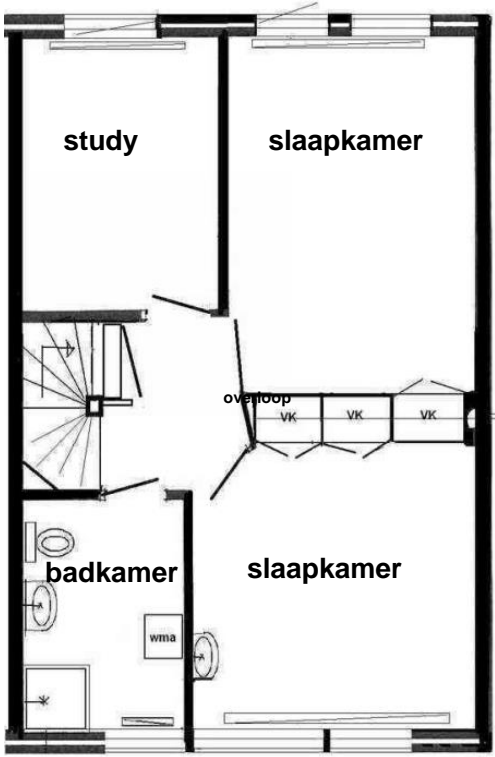 study
slaapkamer
overloop
VK
VK
VK
badkamer
slaapkamer
wma